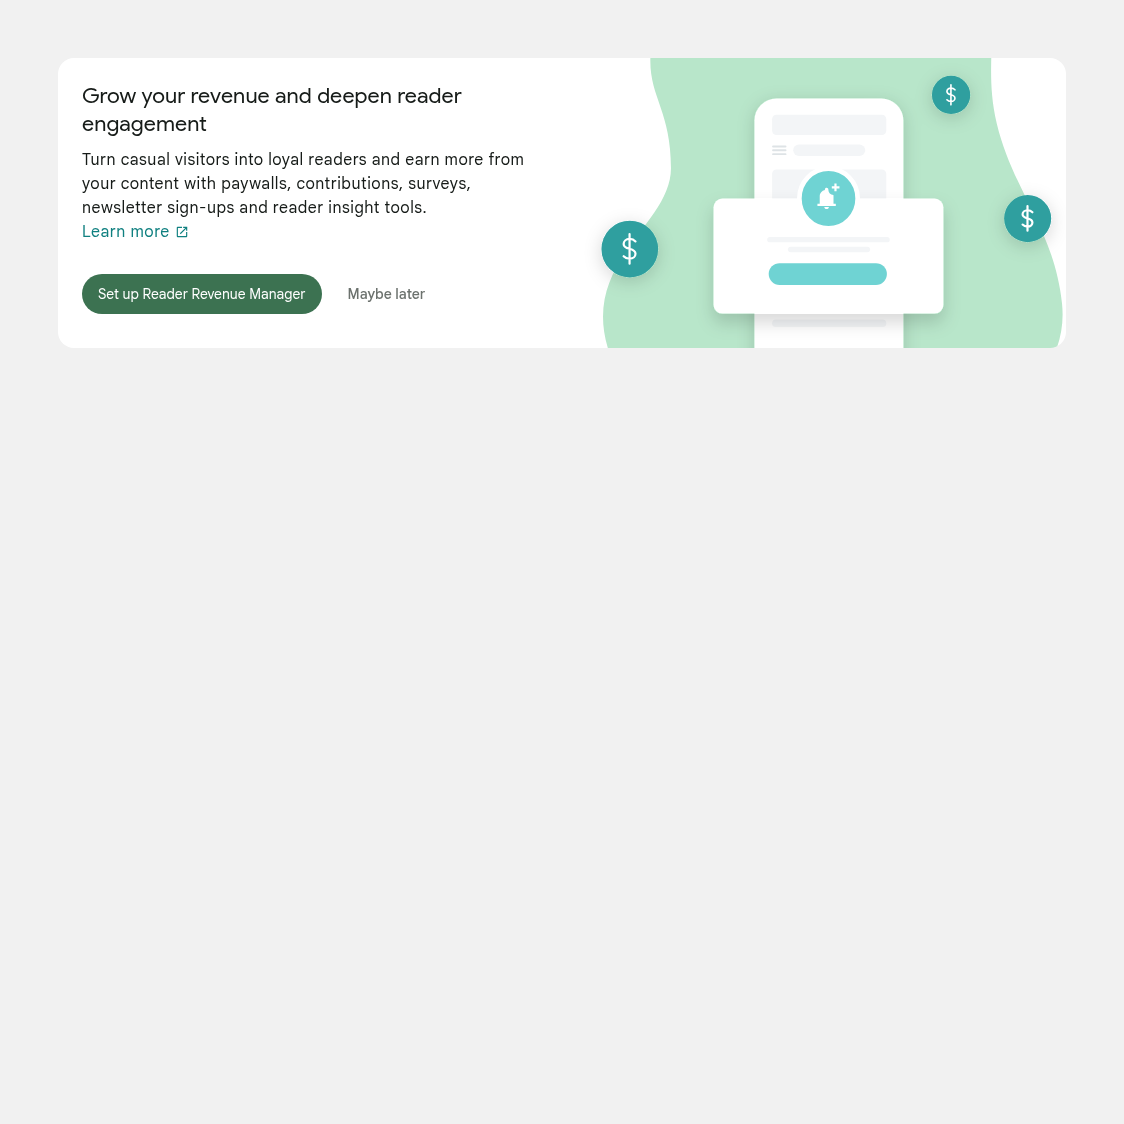 Grow your revenue and deepen reader
engagement
Turn casual visitors into loyal readers and earn more from
your content with paywalls, contributions, surveys,
newsletter sign-ups and reader insight tools.
Learn more
Set up Reader Revenue Manager
Maybe later
$
$
$